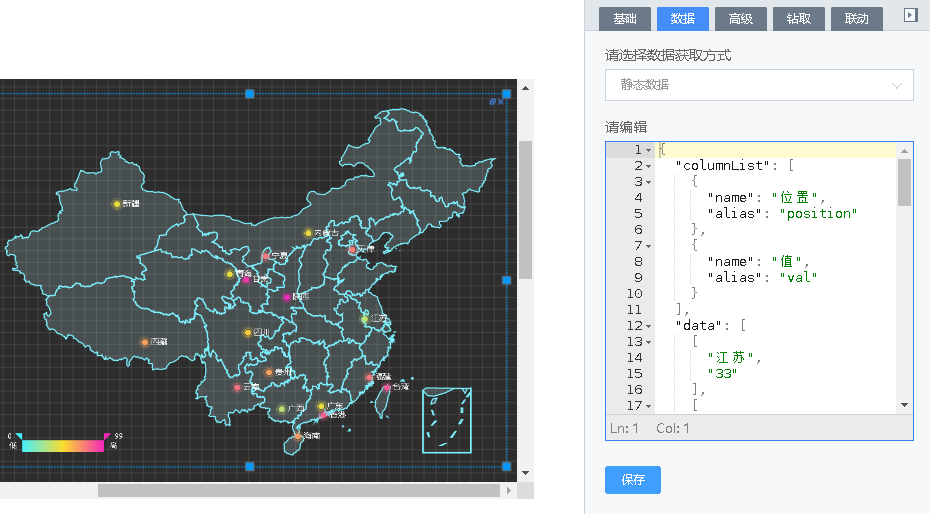 基础 数据 高级 钻取 联动
请选择数据获取方式
静态数据
请编辑
1 {
2 "columnList": [
3 {
4 "name": "位置",
5 "alias": "position"
6 },
7 {
8 "name": "值",
9 "alias": "val"
10 }
11 ],
12 "data": [
13 [
14 "江苏",
15 "33"
16 ],
17 [
Ln: 1 Col: 1
保存
新疆
内蒙古
天津
宁夏
青海
甘肃
陕西
江苏
四川
西藏
贵州
福建
云南
台湾
广西
广东
香港
海南
0 99
低 高